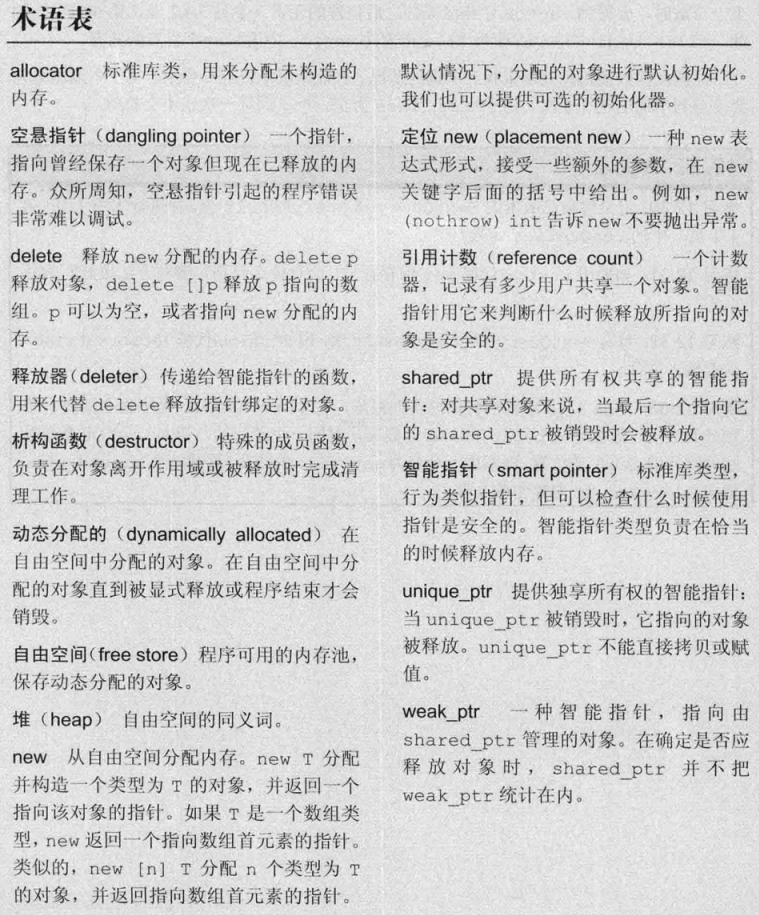 术语表
allocator 标准库类，用来分配未构造的
内存。
空悬指针（dangling pointer） 一个指针，
指向曾经保存一个对象但现在已释放的内
存。众所周知，空悬指针引起的程序错误
非常难以调试。
delete 释放 new 分配的内存。delete p
释放对象，delete []p 释放 p 指向的数
组。p 可以为空，或者指向 new 分配的内
存。
释放器（deleter）传递给智能指针的函数，
用来代替 delete 释放指针绑定的对象。
析构函数（destructor） 特殊的成员函数，
负责在对象离开作用域或被释放时完成清
理工作。
动态分配的（dynamically allocated） 在
自由空间中分配的对象。在自由空间中分
配的对象直到被显式释放或程序结束才会
销毁。
自由空间（free store）程序可用的内存池，
保存动态分配的对象。
堆（heap） 自由空间的同义词。
new 从自由空间分配内存。new T 分配
并构造一个类型为 T 的对象，并返回一个
指向该对象的指针。如果 T 是一个数组类
型，new 返回一个指向数组首元素的指针。
类似的，new [n] T 分配 n 个类型为 T
的对象，并返回指向数组首元素的指针。
默认情况下，分配的对象进行默认初始化。
我们也可以提供可选的初始化器。
定位 new（placement new） 一种 new 表
达式形式，接受一些额外的参数，在 new
关键字后面的括号中给出。例如，new
(nothrow) int 告诉 new 不要抛出异常。
引用计数（reference count） 一个计数
器，记录有多少用户共享一个对象。智能
指针用它来判断什么时候释放所指向的对
象是安全的。
shared_ptr 提供所有权共享的智能指
针：对共享对象来说，当最后一个指向它
的 shared_ptr 被销毁时会被释放。
智能指针（smart pointer） 标准库类型，
行为类似指针，但可以检查什么时候使用
指针是安全的。智能指针类型负责在恰当
的时候释放内存。
unique_ptr 提供独享所有权的智能指针：
当 unique_ptr 被销毁时，它指向的对象
被释放。unique_ptr 不能直接拷贝或赋
值。
weak_ptr 一种智能指针，指向由
shared_ptr 管理的对象。在确定是否应
释放对象时，shared_ptr 并不把
weak_ptr 统计在内。